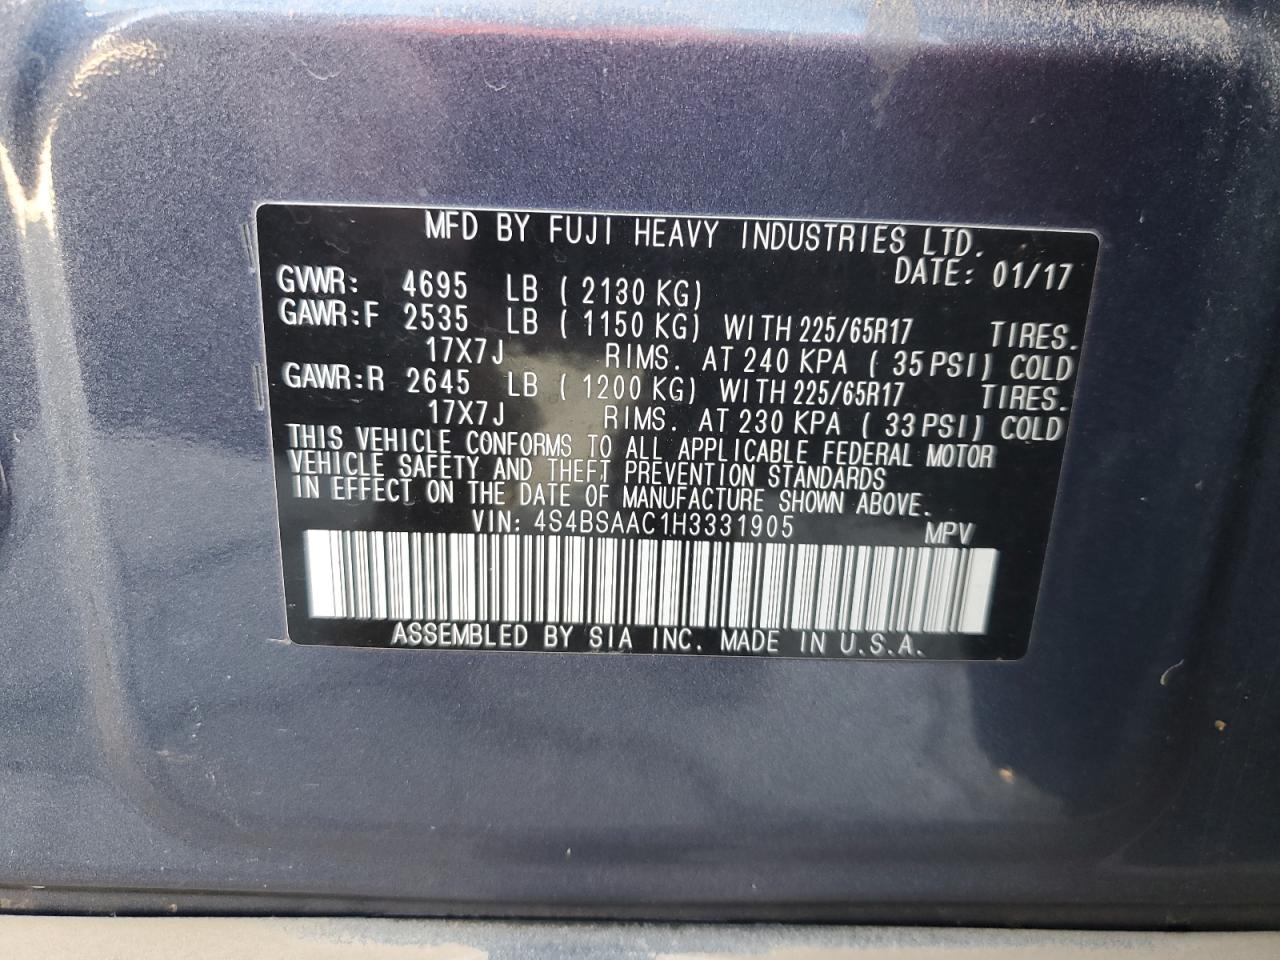 MFD BY FUJI HEAVY INDUSTRIES LTD.
DATE: 01/17
GVWR: 4695 LB ( 2130 KG)
GAWR:F 2535 LB ( 1150 KG) WITH 225/65R17 TIRES.
17X7J RIMS. AT 240 KPA ( 35 PSI) COLD
GAWR:R 2645 LB ( 1200 KG) WITH 225/65R17 TIRES.
17X7J RIMS. AT 230 KPA ( 33 PSI) COLD
THIS VEHICLE CONFORMS TO ALL APPLICABLE FEDERAL MOTOR
VEHICLE SAFETY AND THEFT PREVENTION STANDARDS
IN EFFECT ON THE DATE OF MANUFACTURE SHOWN ABOVE.
VIN: 4S4BSAAC1H3331905 MPV
ASSEMBLED BY SIA INC. MADE IN U.S.A.